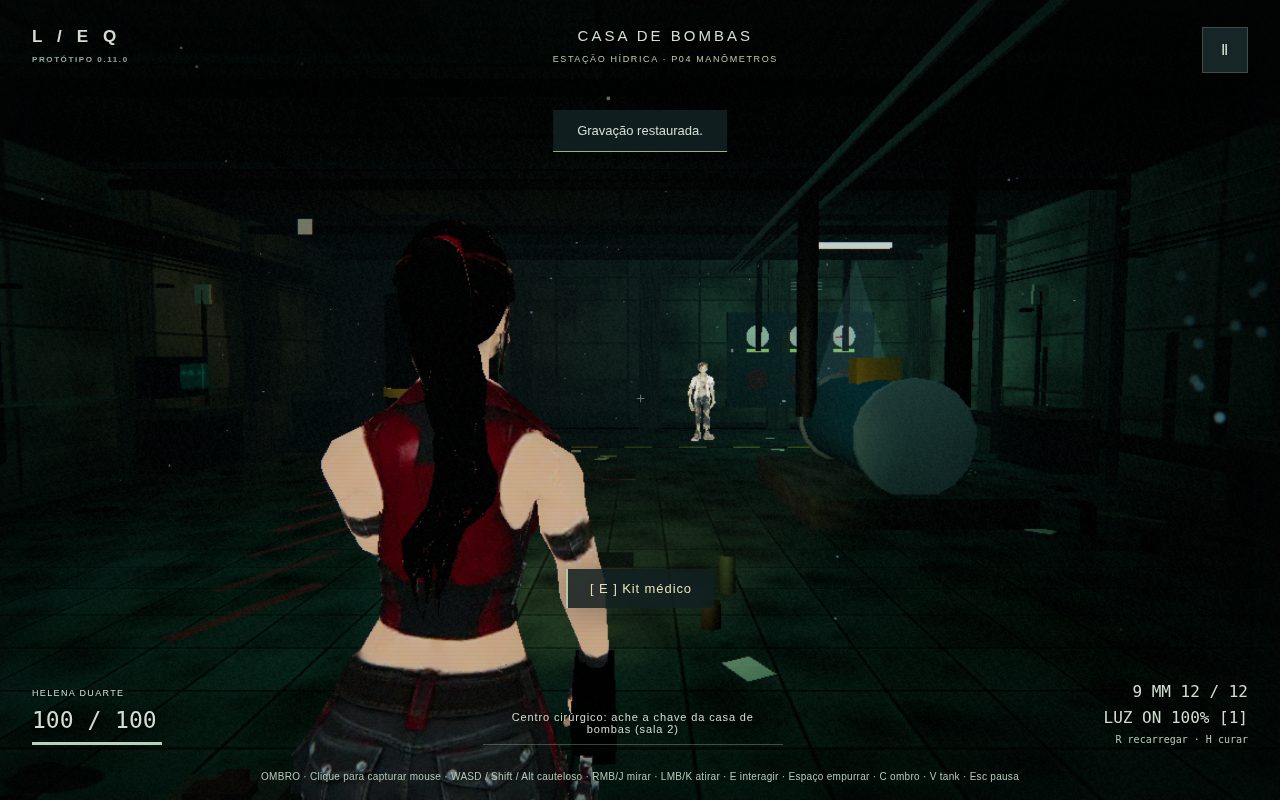 L / E Q
PROTÓTIPO 0.11.0
CASA DE BOMBAS
ESTAÇÃO HÍDRICA · P04 MANÔMETROS
II
Gravação restaurada.
[ E ] Kit médico
HELENA DUARTE
100 / 100
Centro cirúrgico: ache a chave da casa de
bombas (sala 2)
9 MM 12 / 12
LUZ ON 100% [1]
R recarregar · H curar
OMBRO · Clique para capturar mouse · WASD / Shift / Alt cauteloso · RMB/J mirar · LMB/K atirar · E interagir · Espaço empurrar · C ombro · V tank · Esc pausa